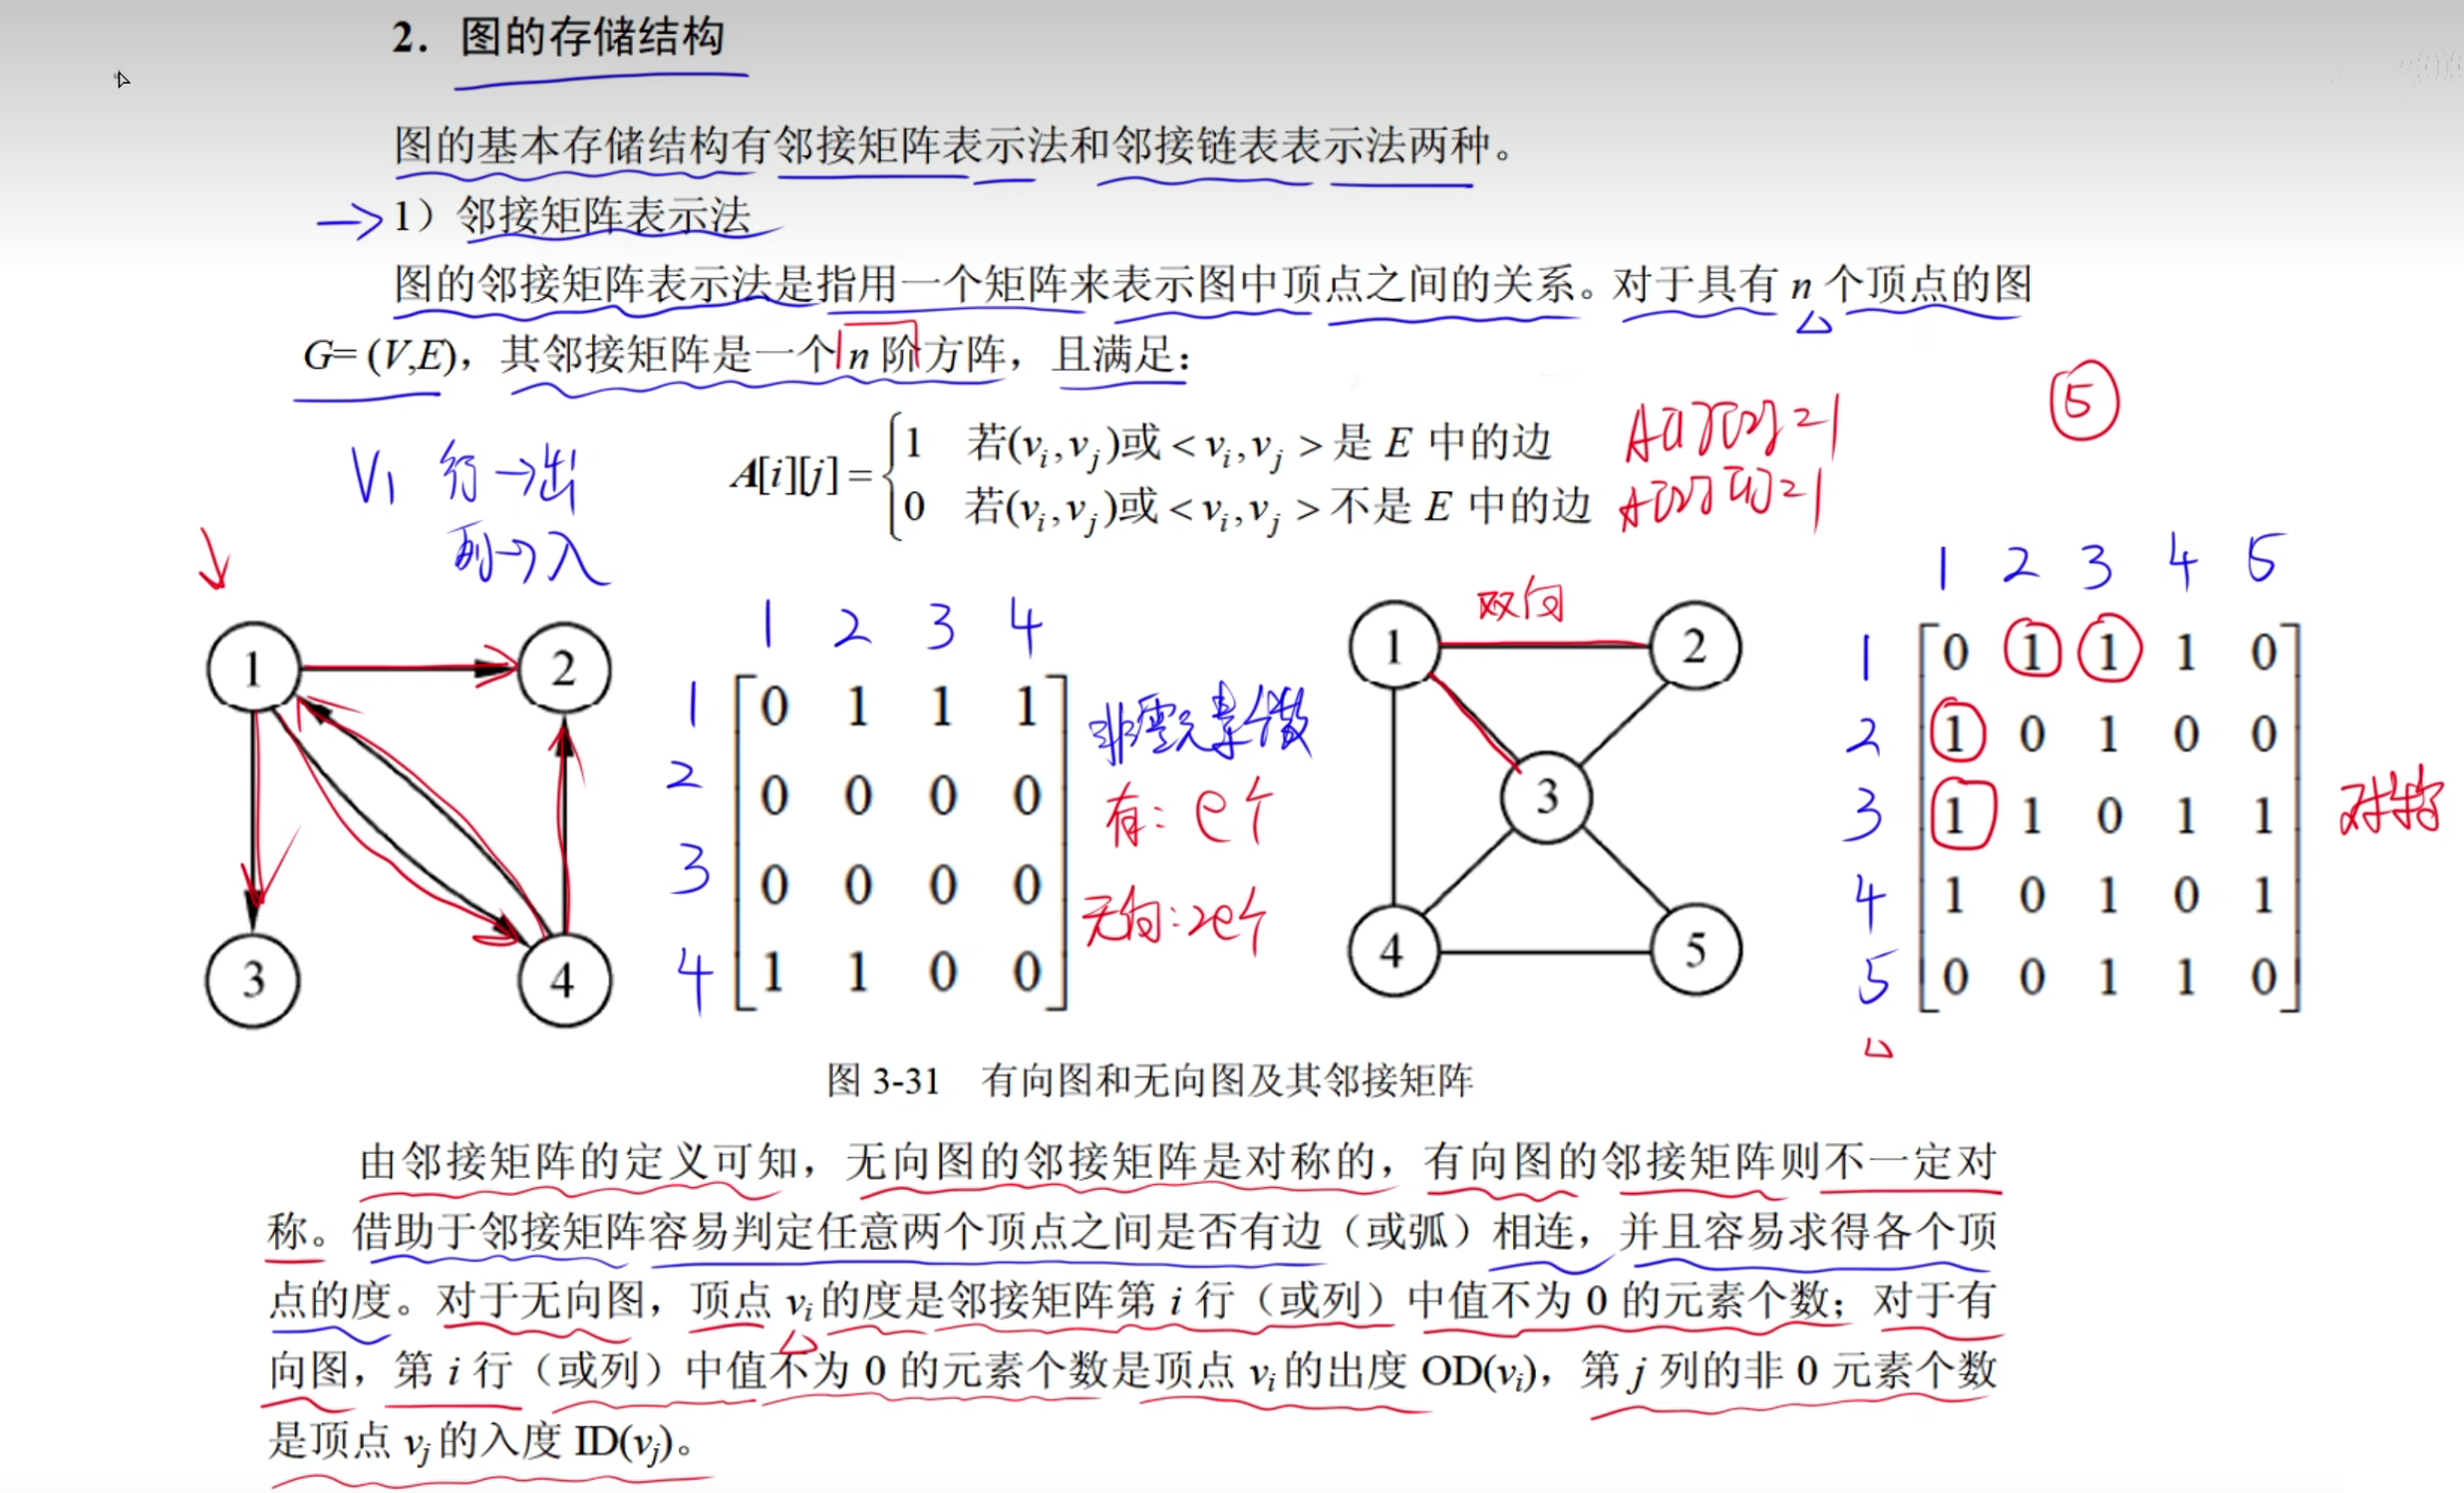 2. 图的存储结构
图的基本存储结构有邻接矩阵表示法和邻接链表表示法两种。
1）邻接矩阵表示法
图的邻接矩阵表示法是指用一个矩阵来表示图中顶点之间的关系。对于具有 n 个顶点的图
G= (V,E)，其邻接矩阵是一个 n 阶方阵，且满足：
⑤
V1 行→出
列→入
A[i][j]=
1 若(vi,vj)或<vi,vj>是 E 中的边
0 若(vi,vj)或<vi,vj>不是 E 中的边
A[1][2]=1
A[2][1]=1
1
2
3
4
1 2 3 4
1 0 1 1 1
2 0 0 0 0
3 0 0 0 0
4 1 1 0 0
非零元素个数
有：e个
无向：2e个
双向
1
2
3
4
5
1 2 3 4 5
1 0 1 1 1 0
2 1 0 1 0 0
3 1 1 0 1 1
4 1 0 1 0 1
5 0 0 1 1 0
对称
图 3-31 有向图和无向图及其邻接矩阵
由邻接矩阵的定义可知，无向图的邻接矩阵是对称的，有向图的邻接矩阵则不一定对
称。借助于邻接矩阵容易判定任意两个顶点之间是否有边（或弧）相连，并且容易求得各个顶
点的度。对于无向图，顶点 vi 的度是邻接矩阵第 i 行（或列）中值不为 0 的元素个数；对于有
向图，第 i 行（或列）中值不为 0 的元素个数是顶点 vi 的出度 OD(vi)，第 j 列的非 0 元素个数
是顶点 vj 的入度 ID(vj)。